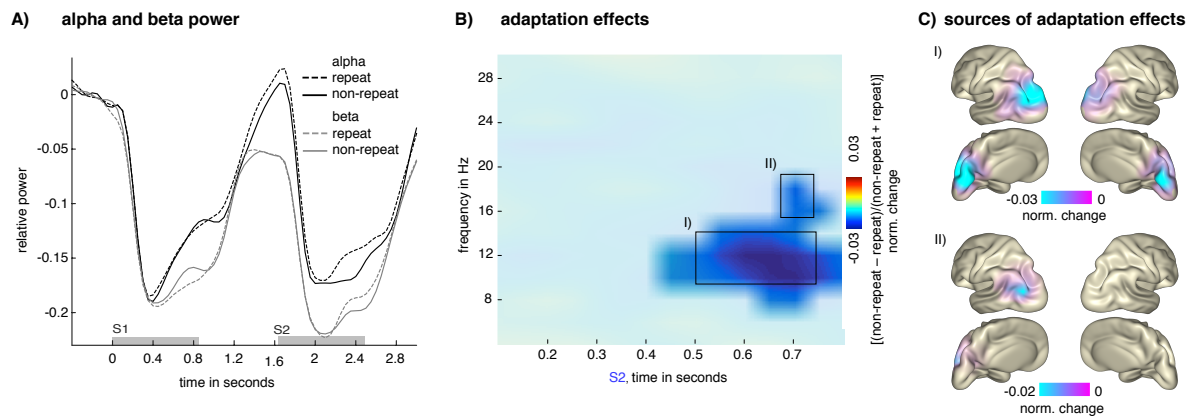 A) alpha and beta power
alpha
repeat
non-repeat
beta
repeat
non-repeat
relative power
0
-0.05
-0.1
-0.15
-0.2
S1
S2
0
0.4
0.8
1.2
1.6
2
2.4
2.8
time in seconds
B) adaptation effects
frequency in Hz
28
24
20
16
12
8
I)
II)
0.2
0.3
0.4
0.5
0.6
0.7
S2, time in seconds
-0.03 0.03
norm. change
[(non-repeat − repeat)/(non-repeat + repeat)]
C) sources of adaptation effects
I)
-0.03 0
norm. change
II)
-0.02 0
norm. change